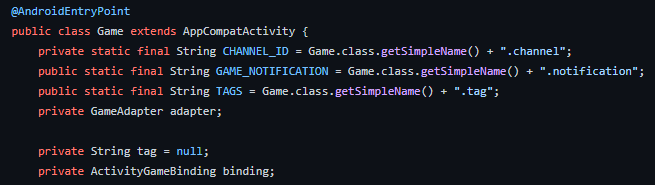 @AndroidEntryPoint
public class Game extends AppCompatActivity {
    private static final String CHANNEL_ID = Game.class.getSimpleName() + ".channel";
    public static final String GAME_NOTIFICATION = Game.class.getSimpleName() + ".notification";
    public static final String TAGS = Game.class.getSimpleName() + ".tag";
    private GameAdapter adapter;

    private String tag = null;
    private ActivityGameBinding binding;